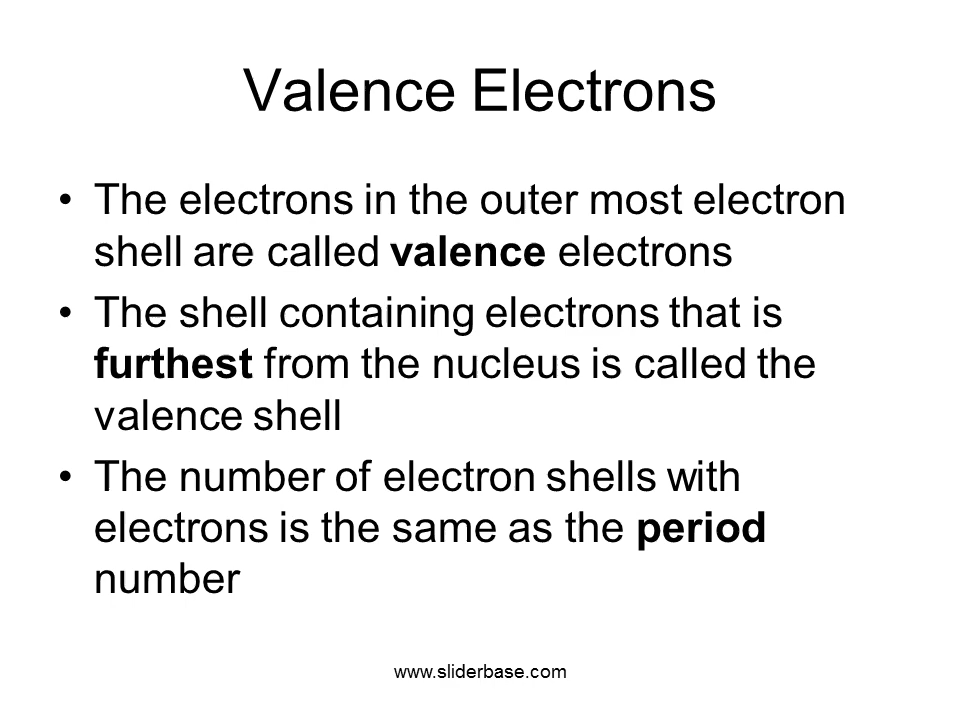 Valence Electrons
• The electrons in the outer most electron
shell are called valence electrons
• The shell containing electrons that is
furthest from the nucleus is called the
valence shell
• The number of electron shells with
electrons is the same as the period
number
www.sliderbase.com